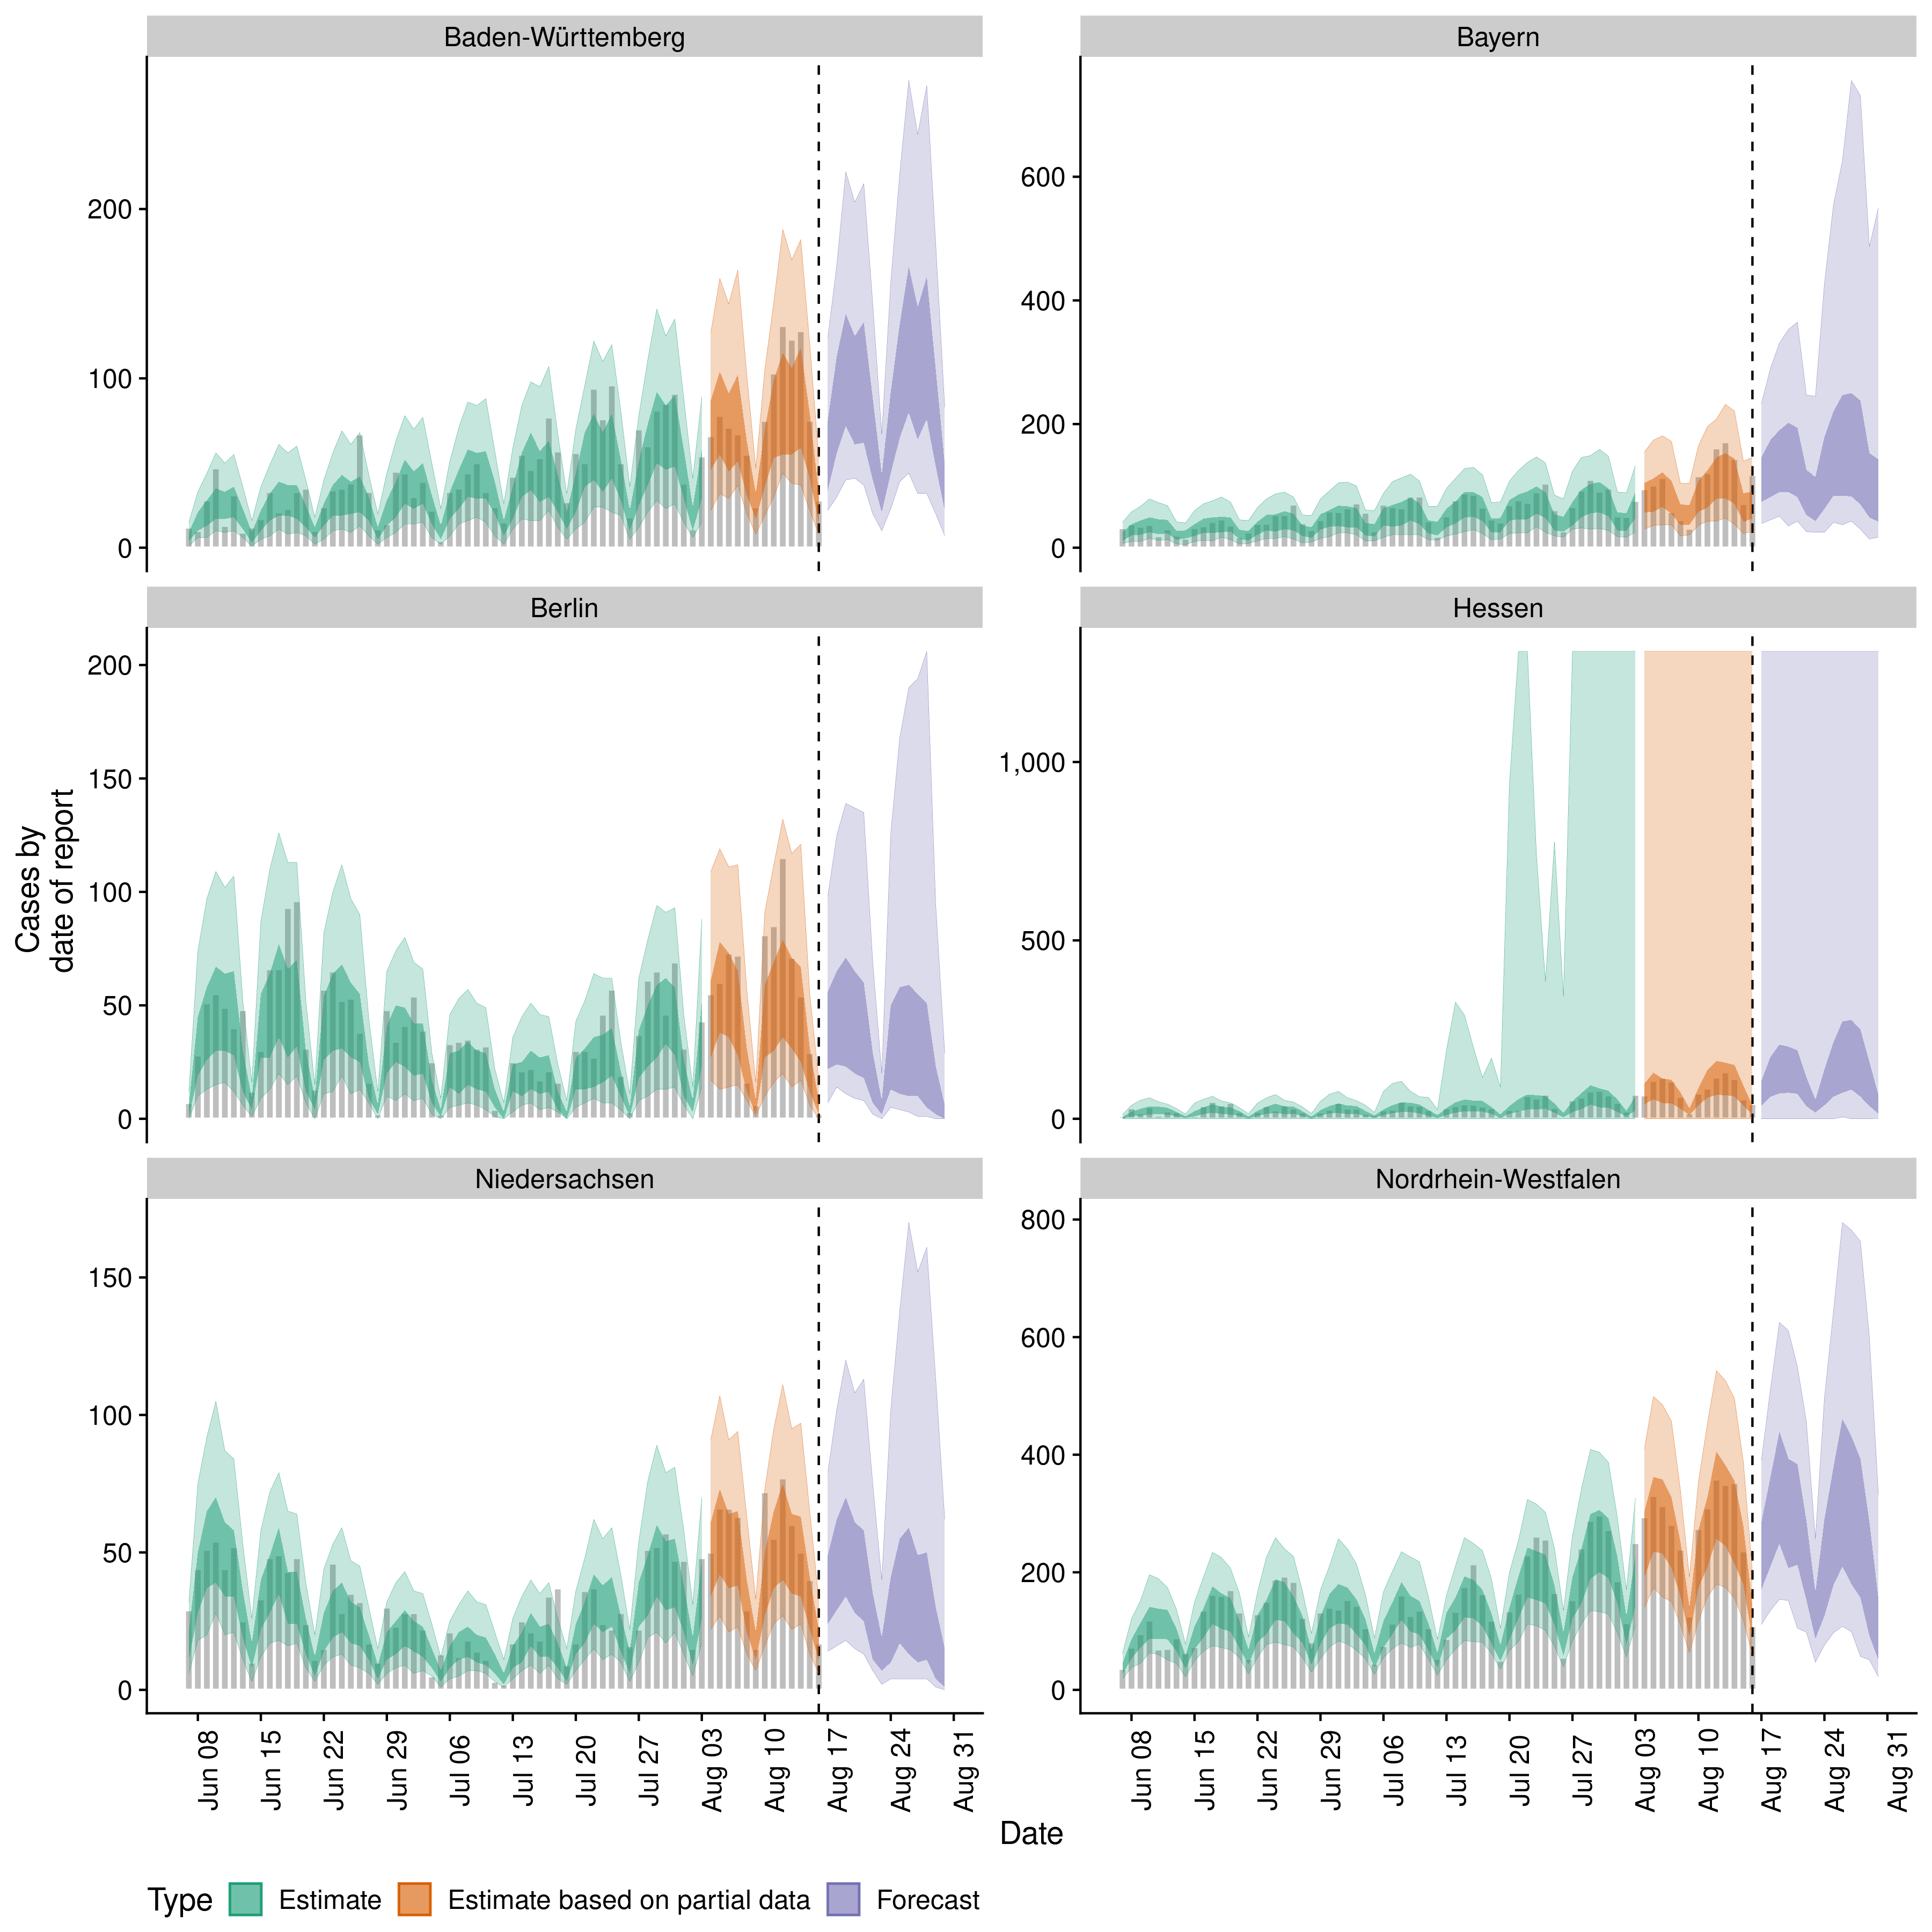 Baden-Württemberg
Bayern
200
100
0
600
400
200
0
Berlin
Hessen
200
150
100
50
0
1,000
500
0
Cases by
date of report
Niedersachsen
Nordrhein-Westfalen
150
100
50
0
800
600
400
200
0
Jun 08
Jun 15
Jun 22
Jun 29
Jul 06
Jul 13
Jul 20
Jul 27
Aug 03
Aug 10
Aug 17
Aug 24
Aug 31
Jun 08
Jun 15
Jun 22
Jun 29
Jul 06
Jul 13
Jul 20
Jul 27
Aug 03
Aug 10
Aug 17
Aug 24
Aug 31
Date
Type Estimate Estimate based on partial data Forecast